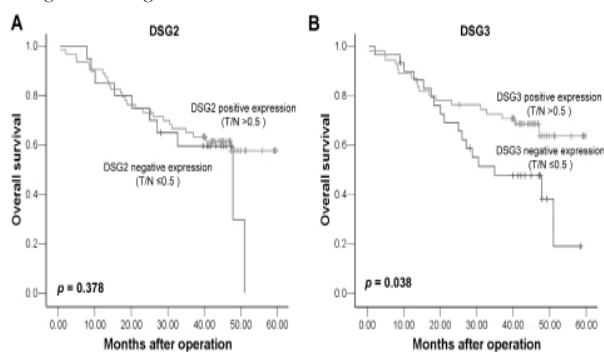 A
DSG2
Overall survival
1.0
0.8
0.6
0.4
0.2
0.0
DSG2 positive expression
(T/N >0.5 )
DSG2 negative expression
(T/N ≤0.5 )
p = 0.378
0.00 10.00 20.00 30.00 40.00 50.00 60.00
Months after operation
B
DSG3
Overall survival
1.0
0.8
0.6
0.4
0.2
0.0
DSG3 positive expression
(T/N >0.5 )
DSG3 negative expression
(T/N ≤0.5 )
p = 0.038
0.00 10.00 20.00 30.00 40.00 50.00 60.00
Months after operation